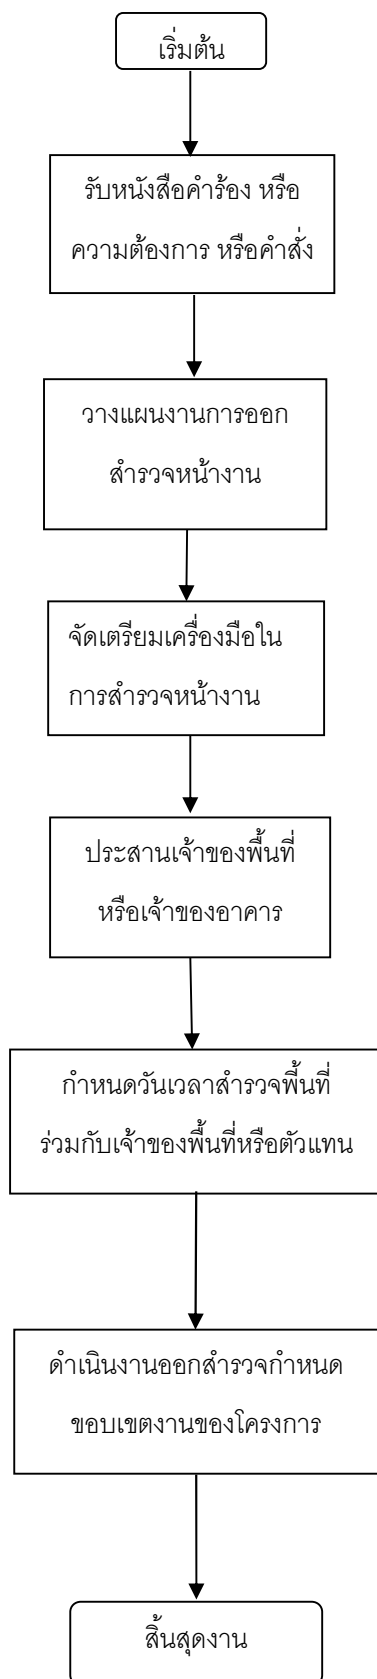 เริ่มต้น
รับหนังสือคำร้อง หรือ
ความต้องการ หรือคำสั่ง
วางแผนงานการออก
สำรวจหน้างาน
จัดเตรียมเครื่องมือใน
การสำรวจหน้างาน
ประสานเจ้าของพื้นที่
หรือเจ้าของอาคาร
กำหนดวันเวลาสำรวจพื้นที่
ร่วมกับเจ้าของพื้นที่หรือตัวแทน
ดำเนินงานออกสำรวจกำหนด
ขอบเขตงานของโครงการ
สิ้นสุดงาน